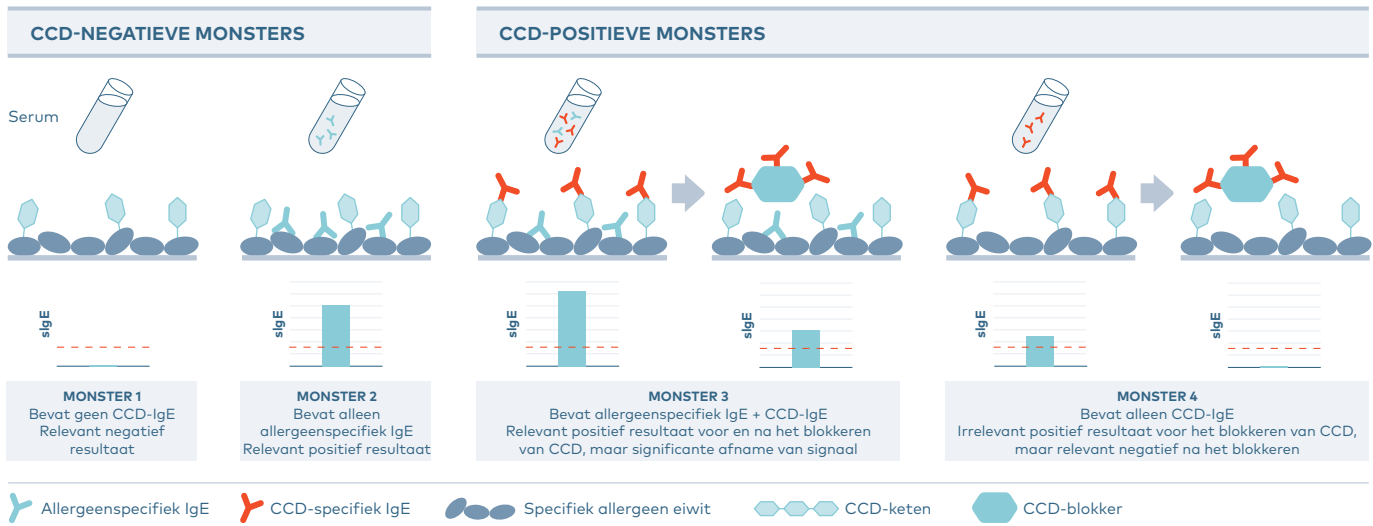 CCD-NEGATIEVE MONSTERS
CCD-POSITIEVE MONSTERS
Serum
sIgE
sIgE
sIgE
sIgE
sIgE
sIgE
MONSTER 1
Bevat geen CCD-IgE
Relevant negatief
resultaat
MONSTER 2
Bevat alleen
allergeenspecifiek IgE
Relevant positief resultaat
MONSTER 3
Bevat allergeenspecifiek IgE + CCD-IgE
Relevant positief resultaat voor en na het blokkeren
van CCD, maar significante afname van signaal
MONSTER 4
Bevat alleen CCD-IgE
Irrelevant positief resultaat voor het blokkeren van CCD,
maar relevant negatief na het blokkeren
Allergeenspecifiek IgE
CCD-specifiek IgE
Specifiek allergeen eiwit
CCD-keten
CCD-blokker